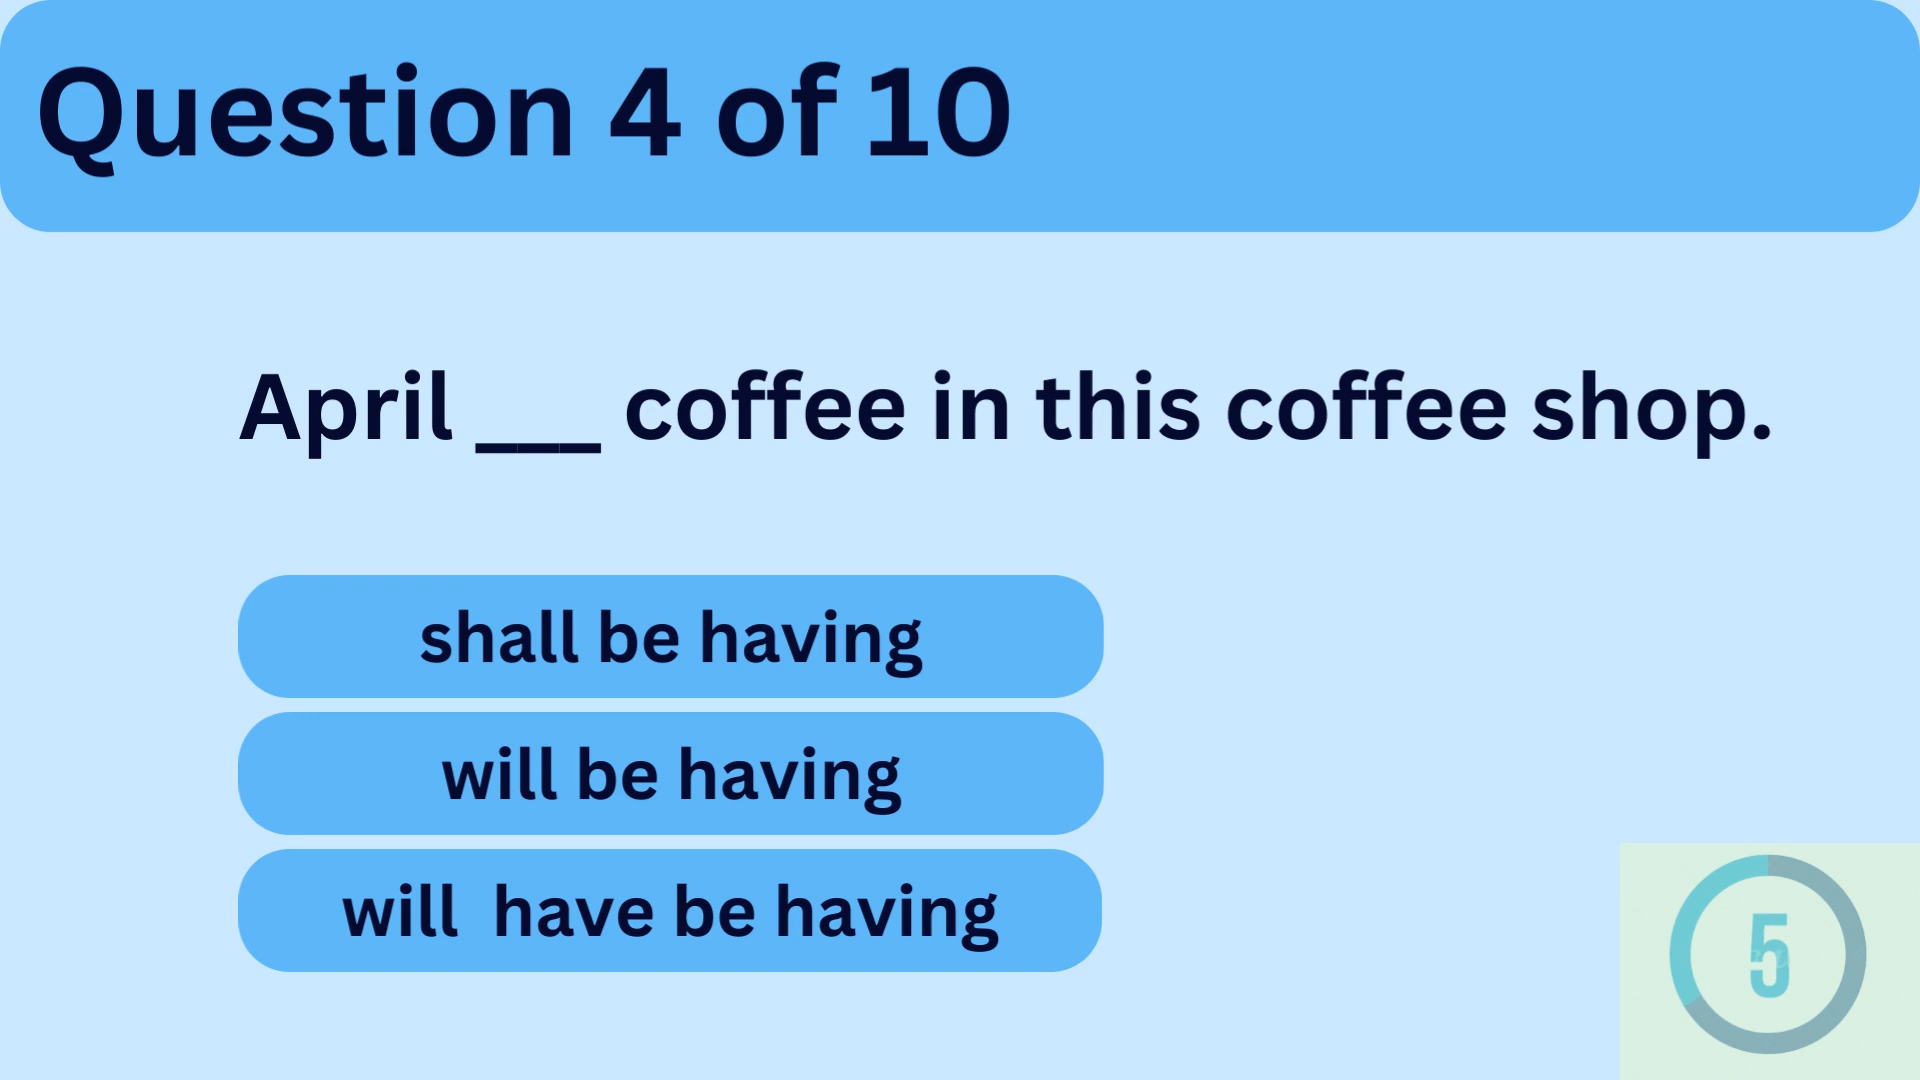 Question 4 of 10
April ___ coffee in this coffee shop.
shall be having
will be having
will  have be having
5